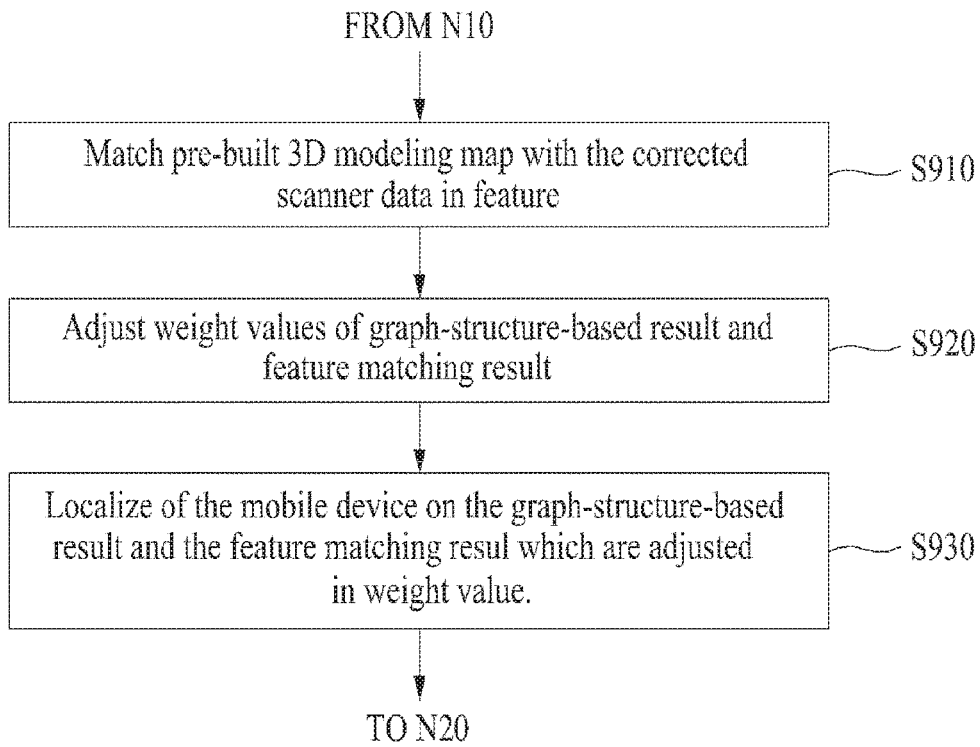 FROM N10
Match pre-built 3D modeling map with the corrected
scanner data in feature
S910
Adjust weight values of graph-structure-based result and
feature matching result
S920
Localize of the mobile device on the graph-structure-based
result and the feature matching resul which are adjusted
in weight value.
S930
TO N20